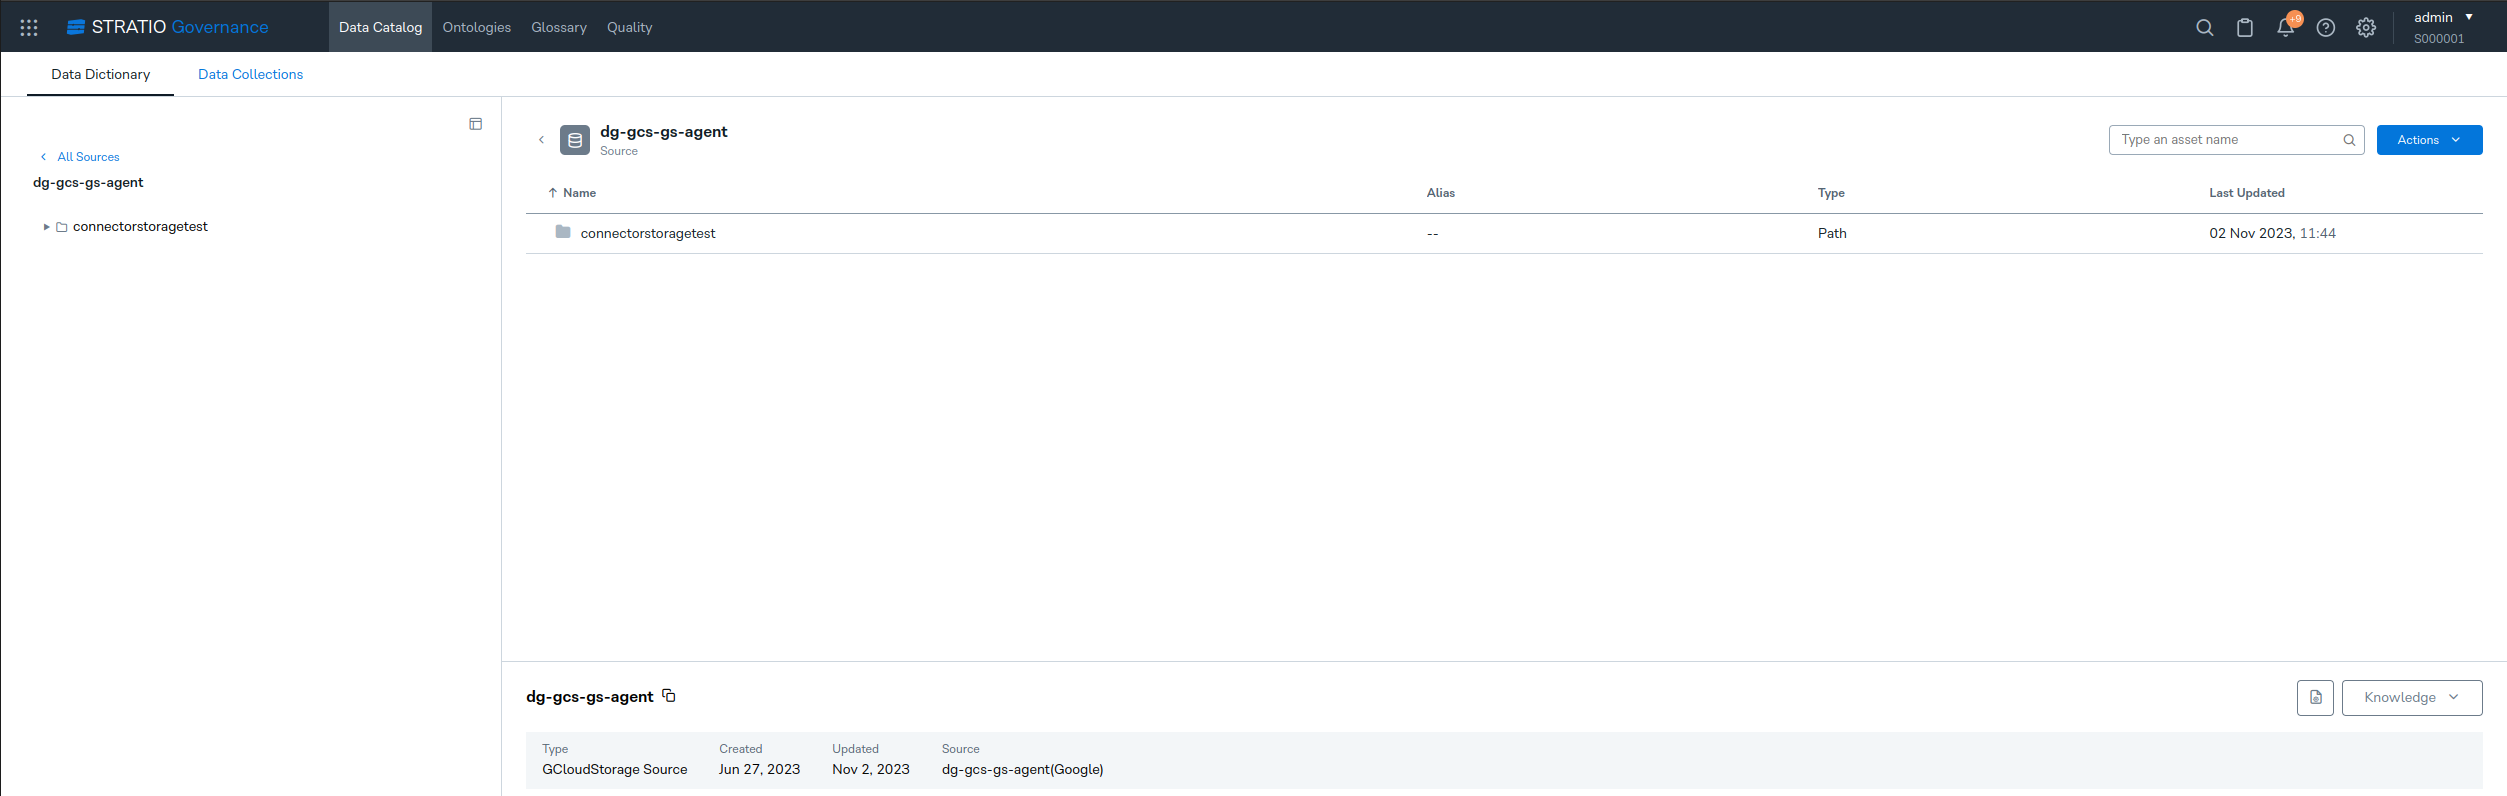 STRATIO Governance
Data Catalog Ontologies Glossary Quality
+9
admin
S000001
Data Dictionary Data Collections
All Sources
dg-gcs-gs-agent
connectorstoragetest
dg-gcs-gs-agent
Source
Type an asset name
Actions
Name Alias Type Last Updated
connectorstoragetest -- Path 02 Nov 2023, 11:44
dg-gcs-gs-agent
Knowledge
Type Created Updated Source
GCloudStorage Source Jun 27, 2023 Nov 2, 2023 dg-gcs-gs-agent(Google)